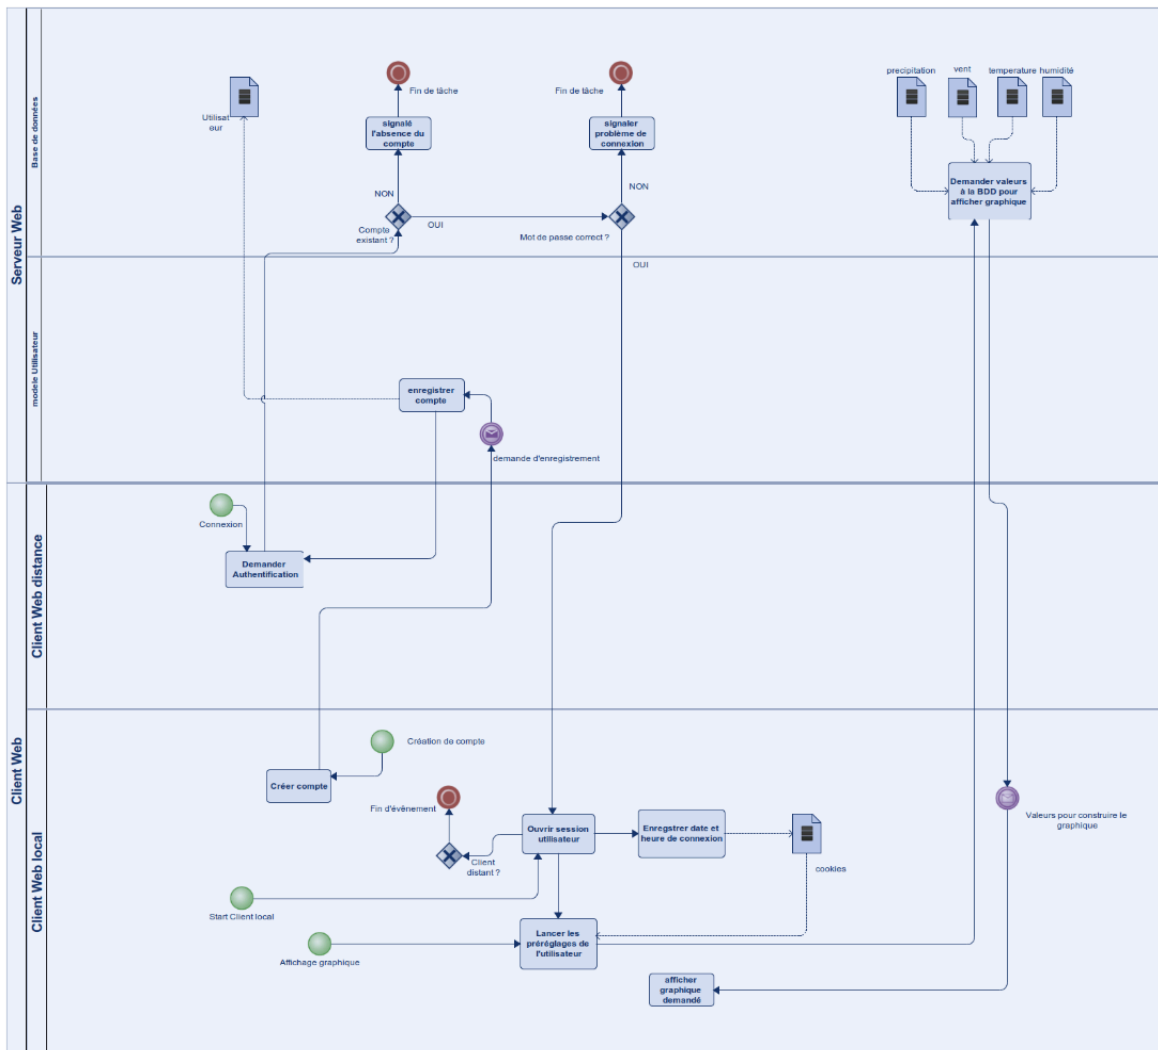 Serveur Web
Base de données
modele Utilisateur
Client Web
Client Web distance
Client Web local
Utilisat
eur
Fin de tâche
signalé
l'absence du
compte
NON
Compte
existant ?
OUI
Fin de tâche
signaler
problème de
connexion
NON
Mot de passe correct ?
OUI
precipitation
vent
temperature
humidité
Demander valeurs
à la BDD pour
afficher graphique
enregistrer
compte
demande d'enregistrement
Connexion
Demander
Authentification
Création de compte
Créer compte
Fin d'évènement
Client
distant ?
Ouvrir session
utilisateur
Enregstrer date et
heure de connexion
cookies
Valeurs pour construire le
graphique
Start Client local
Affichage graphique
Lancer les
préréglages de
l'utilisateur
afficher
graphique
demandé